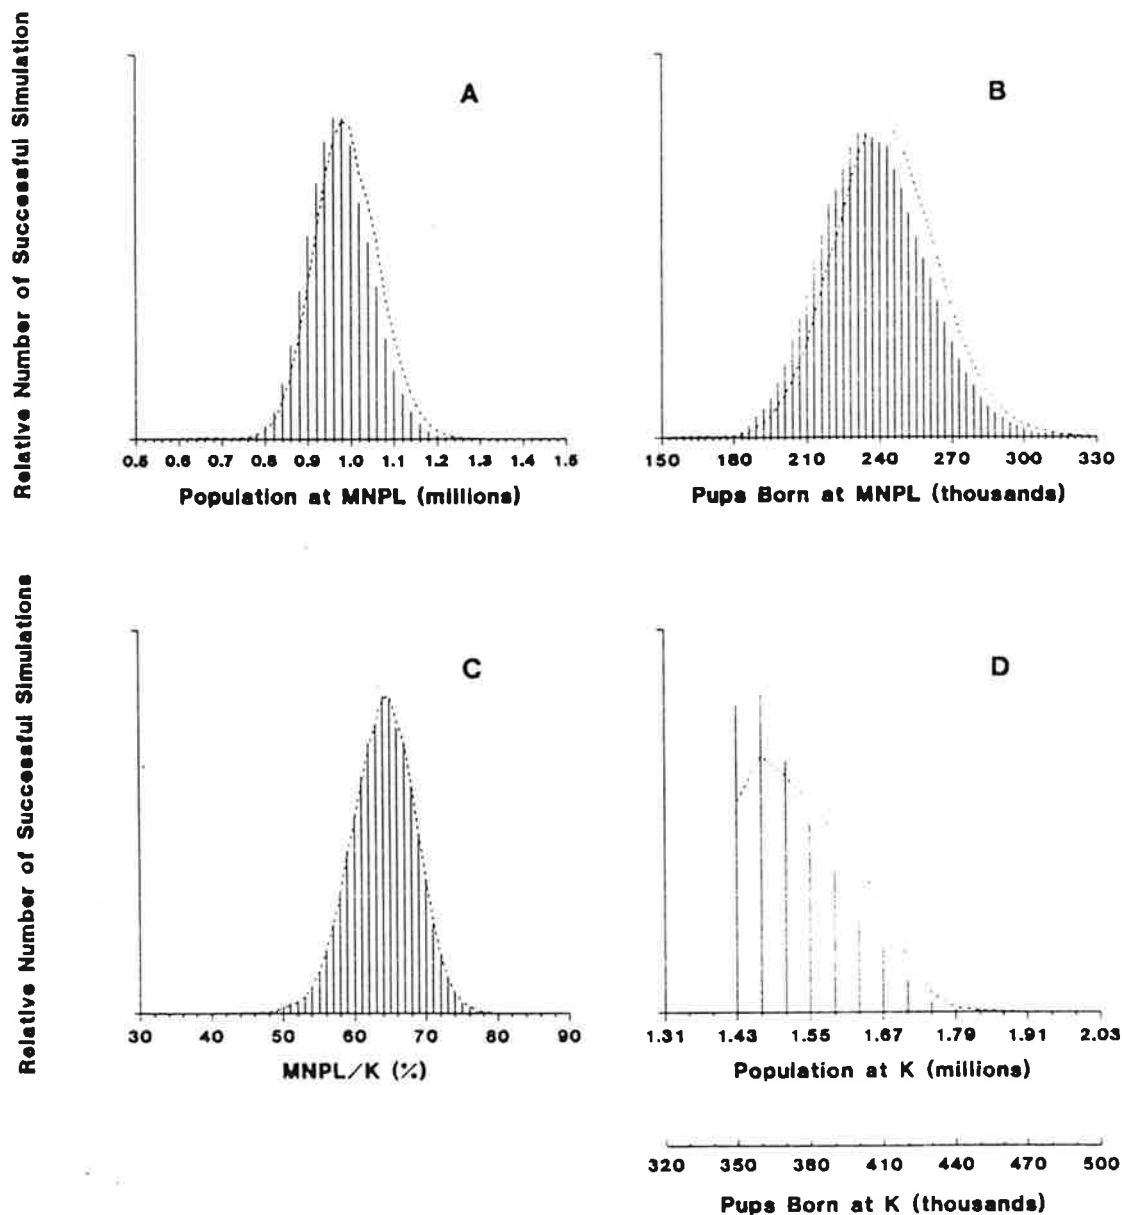 Relative Number of Successful Simulation
A
0.5 0.6 0.7 0.8 0.9 1.0 1.1 1.2 1.3 1.4 1.5
Population at MNPL (millions)
B
150 180 210 240 270 300 330
Pups Born at MNPL (thousands)
Relative Number of Successful Simulations
C
30 40 50 60 70 80 90
MNPL/K (%)
D
1.31 1.43 1.55 1.67 1.79 1.91 2.03
Population at K (millions)
320 350 380 410 440 470 500
Pups Born at K (thousands)